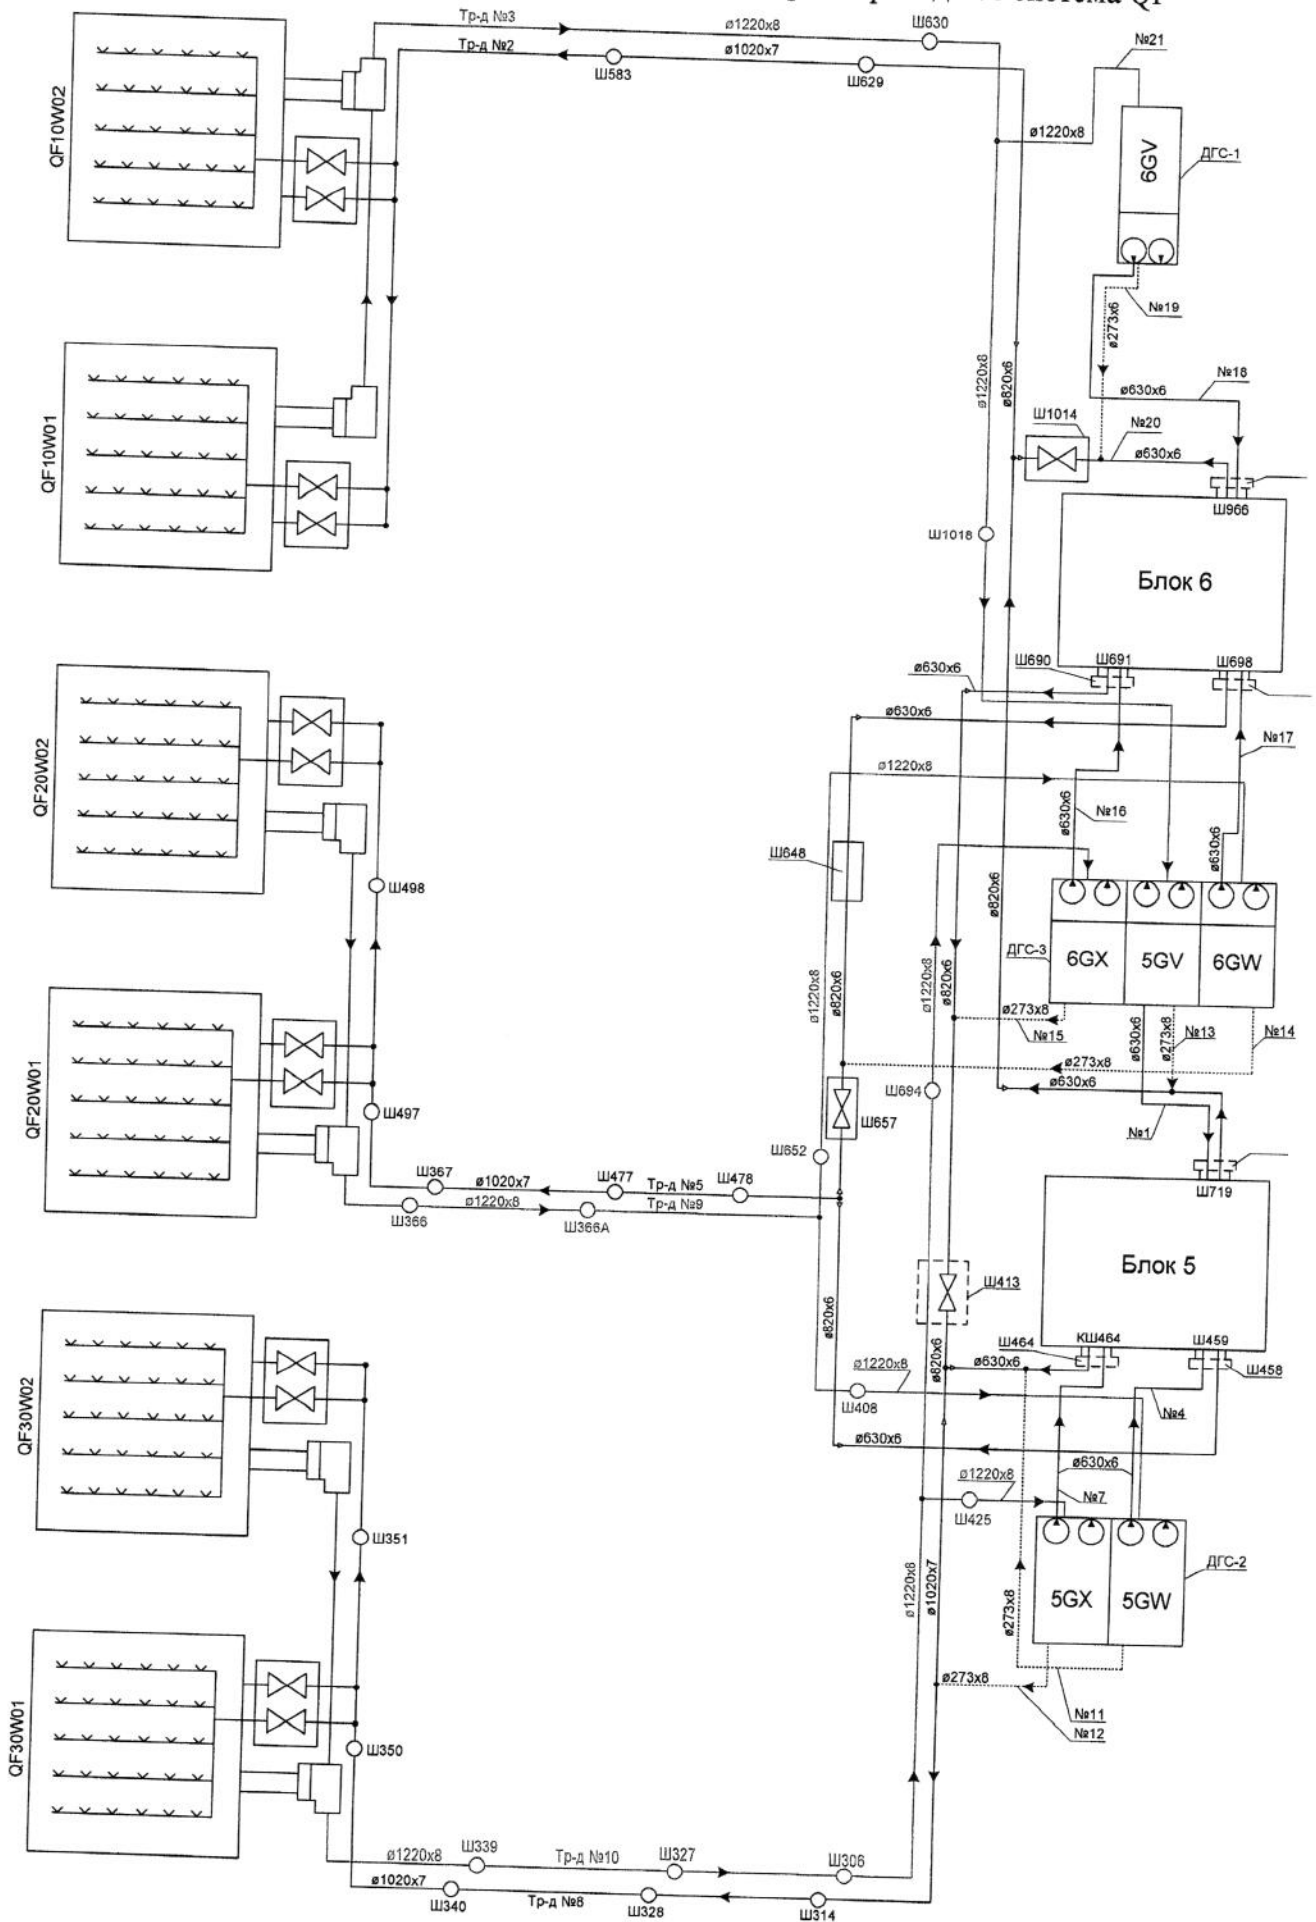 Тр-д №3
ø1220x8
Ш630
Тр-д №2
ø1020x7
Ш583
Ш629
№21
QF10W02
ø1220x8
6GV
ДГС-1
№19
ø273x6
ø1220x8
ø820x6
№18
ø630x6
Ш1014
№20
ø630x6
QF10W01
Ш966
Ш1018
Блок 6
ø630x6
Ш690
Ш691
Ш698
QF20W02
ø630x6
№17
ø1220x8
ø630x6
№16
ø630x6
Ш648
Ш498
ø820x6
ДГС-3
6GX
5GV
6GW
ø1220x8
ø820x6
ø1220x8
ø820x6
ø273x8
№15
ø630x6
ø273x8
№13
№14
ø273x8
ø630x6
QF20W01
Ш497
Ш657
Ш694
№1
Ш652
Ш367
ø1020x7
Ш477
Тр-д №5
Ш478
Ш719
Ш366
ø1220x8
Ш366А
Тр-д №9
Блок 5
Ш413
ø820x6
ø820x6
Ш464
КШ464
Ш459
ø630x6
Ш458
ø1220x8
QF30W02
Ш408
№4
ø630x6
ø630x6
ø1220x8
№7
Ш425
Ш351
ДГС-2
5GX
5GW
ø1220x8
ø1020x7
ø273x8
ø273x8
№11
№12
QF30W01
Ш350
ø1220x8
Ш339
Тр-д №10
Ш327
Ш306
ø1020x7
Ш340
Тр-д №8
Ш328
Ш314